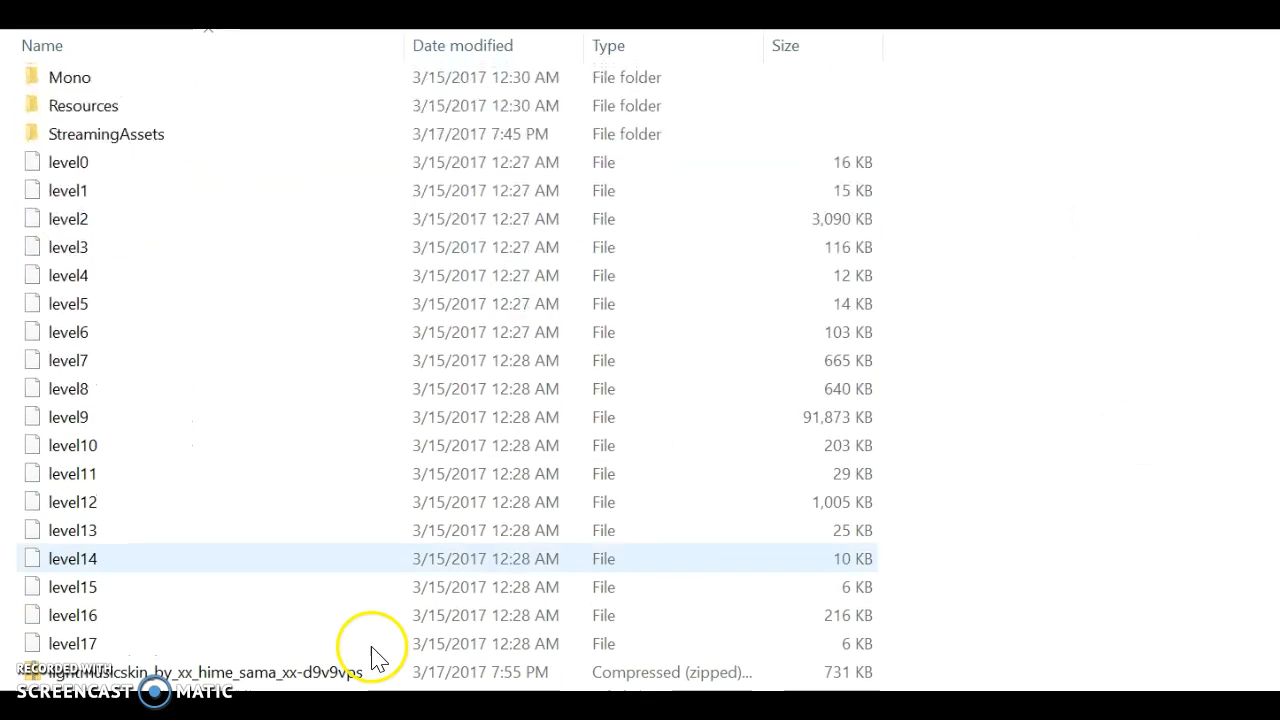 Name Date modified Type Size
Mono 3/15/2017 12:30 AM File folder
Resources 3/15/2017 12:30 AM File folder
StreamingAssets 3/17/2017 7:45 PM File folder
level0 3/15/2017 12:27 AM File 16 KB
level1 3/15/2017 12:27 AM File 15 KB
level2 3/15/2017 12:27 AM File 3,090 KB
level3 3/15/2017 12:27 AM File 116 KB
level4 3/15/2017 12:27 AM File 12 KB
level5 3/15/2017 12:27 AM File 14 KB
level6 3/15/2017 12:27 AM File 103 KB
level7 3/15/2017 12:28 AM File 665 KB
level8 3/15/2017 12:28 AM File 640 KB
level9 3/15/2017 12:28 AM File 91,873 KB
level10 3/15/2017 12:28 AM File 203 KB
level11 3/15/2017 12:28 AM File 29 KB
level12 3/15/2017 12:28 AM File 1,005 KB
level13 3/15/2017 12:28 AM File 25 KB
level14 3/15/2017 12:28 AM File 10 KB
level15 3/15/2017 12:28 AM File 6 KB
level16 3/15/2017 12:28 AM File 216 KB
level17 3/15/2017 12:28 AM File 6 KB
lightmusicskin_by_xx_hime_sama_xx-d9v9vps 3/17/2017 7:55 PM Compressed (zipped)... 731 KB
RECORDED WITH
SCREENCAST MATIC